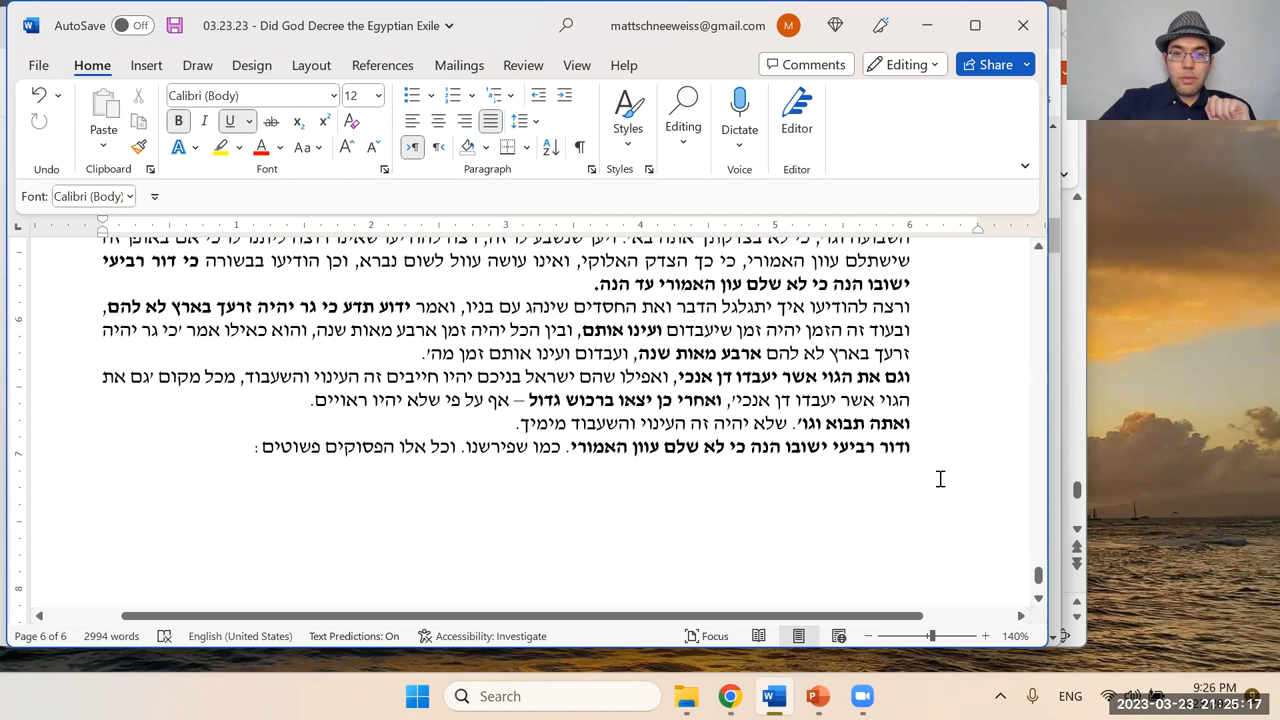 AutoSave
Off
03.23.23 - Did God Decree the Egyptian Exile
mattschneeweiss@gmail.com
M
File Home Insert Draw Design Layout References Mailings Review View Help
Comments
Editing
Share
Paste
Calibri (Body)
12
Styles
Editing
Dictate
Editor
Undo
Clipboard
Font
Paragraph
Styles
Voice
Editor
Font: Calibri (Body)
1 2 3 4 5 6
שישתלם עוון האמורי, כי כך הצדק האלוקי, ואינו עושה עוול לשום נברא, וכן הודיעו בבשורה כי דור רביעי
ישובו הנה כי לא שלם עון האמורי עד הנה.
ורצה להודיעו איך יתגלגל הדבר ואת החסדים שינהג עם בניו, ואמר ידוע תדע כי גר יהיה זרעך בארץ לא להם,
ובעוד זה הזמן יהיה זמן שיעבדום ועינו אותם, ובין הכל יהיה זמן ארבע מאות שנה, והוא כאילו אמר 'כי גר יהיה
זרעך בארץ לא להם ארבע מאות שנה, ועבדום ועינו אותם זמן מה'.
וגם את הגוי אשר יעבדו דן אנכי, ואפילו שהם ישראל בניכם יהיו חייבים זה העינוי והשעבוד, מכל מקום 'גם את
הגוי אשר יעבדו דן אנכי', ואחרי כן יצאו ברכוש גדול – אף על פי שלא יהיו ראויים.
ואתה תבוא וגו'. שלא יהיה זה העינוי והשעבוד מימיך.
ודור רביעי ישובו הנה כי לא שלם עוון האמורי. כמו שפירשנו. וכל אלו הפסוקים פשוטים:
6
7
8
Page 6 of 6
2994 words
English (United States)
Text Predictions: On
Accessibility: Investigate
Focus
140%
Search
ENG
9:26 PM
2023-03-23 21:25:17